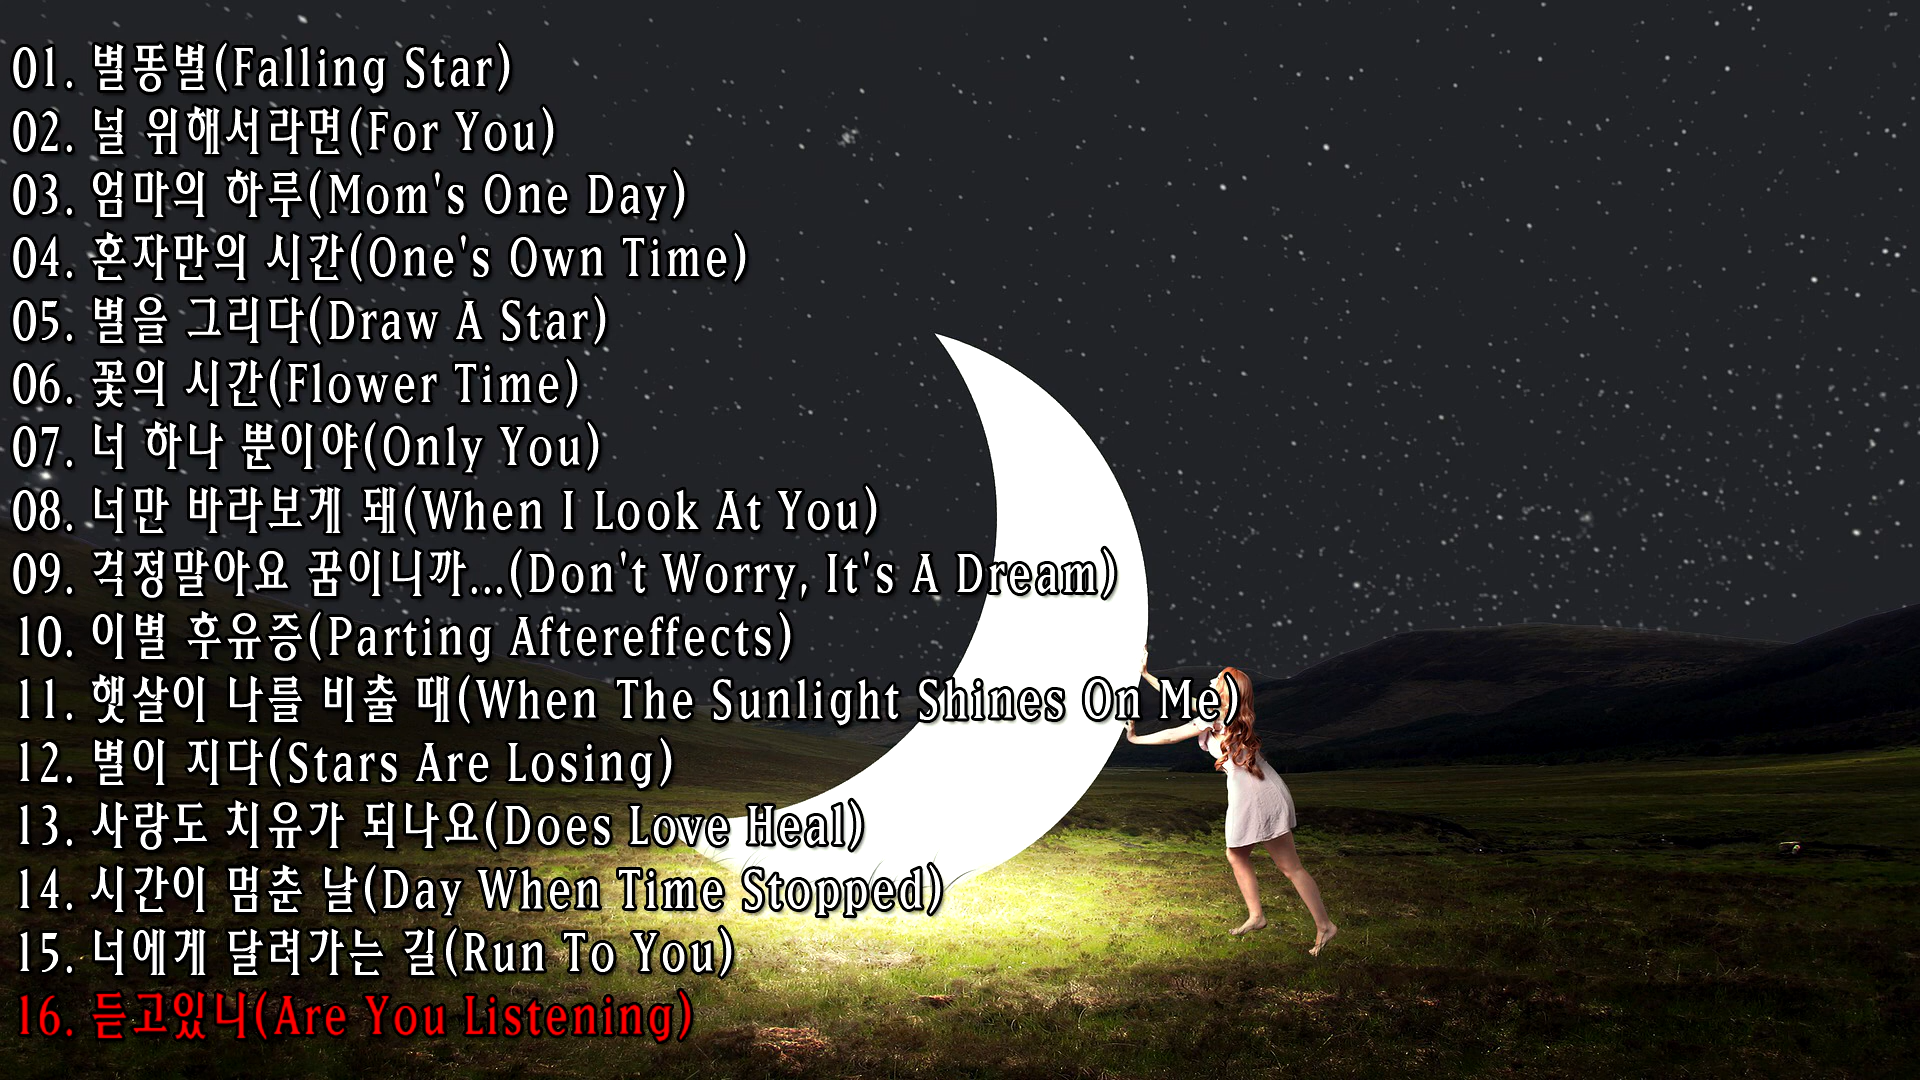 01. 별똥별(Falling Star)
02. 널 위해서라면(For You)
03. 엄마의 하루(Mom's One Day)
04. 혼자만의 시간(One's Own Time)
05. 별을 그리다(Draw A Star)
06. 꽃의 시간(Flower Time)
07. 너 하나 뿐이야(Only You)
08. 너만 바라보게 돼(When I Look At You)
09. 걱정말아요 꿈이니까...(Don't Worry, It's A Dream)
10. 이별 후유증(Parting Aftereffects)
11. 햇살이 나를 비출 때(When The Sunlight Shines On Me)
12. 별이 지다(Stars Are Losing)
13. 사랑도 치유가 되나요(Does Love Heal)
14. 시간이 멈춘 날(Day When Time Stopped)
15. 너에게 달려가는 길(Run To You)
16. 듣고있니(Are You Listening)